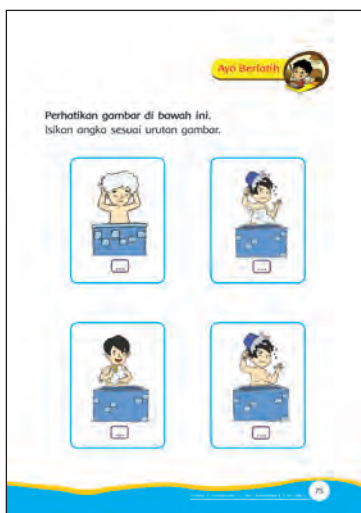 Ayo Berlatih
Perhatikan gambar di bawah ini.
Isikan angka sesuai urutan gambar.
...
...
...
...
75